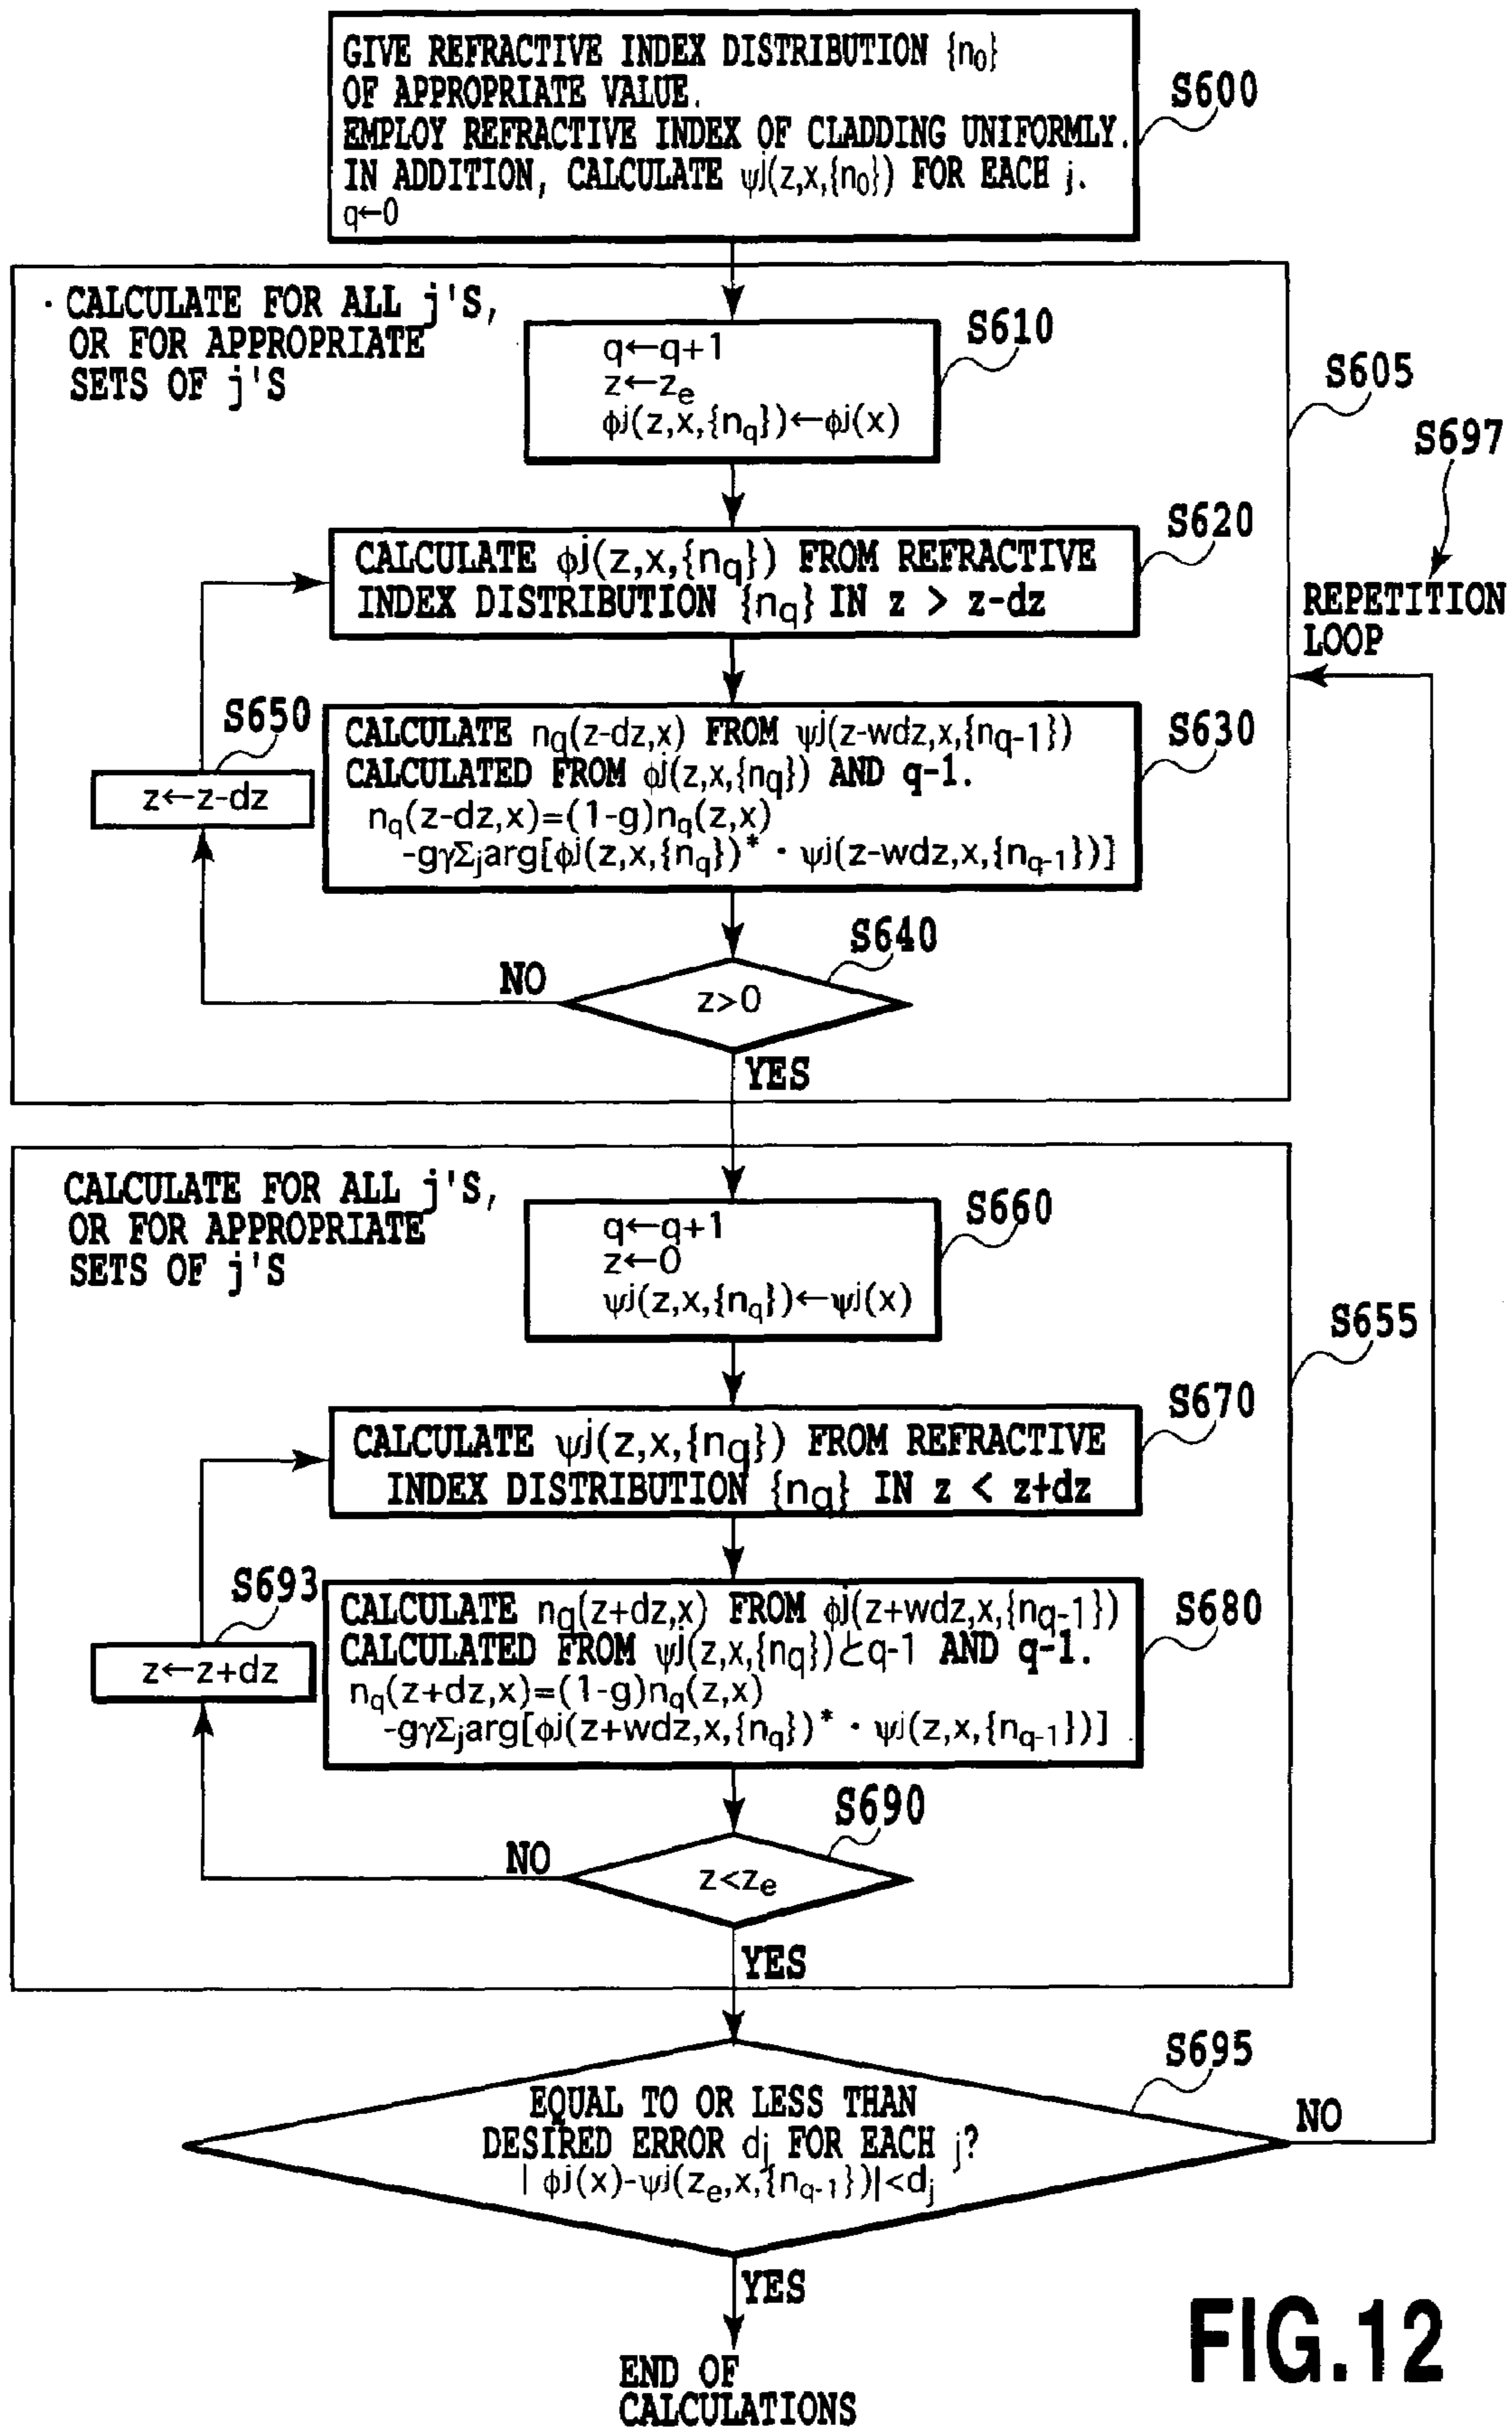 GIVE REFRACTIVE INDEX DISTRIBUTION {n0}
OF APPROPRIATE VALUE.
EMPLOY REFRACTIVE INDEX OF CLADDING UNIFORMLY.
IN ADDITION, CALCULATE ψj(z,x,{n0}) FOR EACH j.
q←0
S600
· CALCULATE FOR ALL j'S,
OR FOR APPROPRIATE
SETS OF j'S
q←q+1
z←ze
ϕj(z,x,{nq})←ϕj(x)
S610
S605
S697
REPETITION
LOOP
CALCULATE ϕj(z,x,{nq}) FROM REFRACTIVE
INDEX DISTRIBUTION {nq} IN z > z-dz
S620
S650
z←z-dz
CALCULATE nq(z-dz,x) FROM ψj(z-wdz,x,{nq-1})
CALCULATED FROM ϕj(z,x,{nq}) AND q-1.
nq(z-dz,x)=(1-g)nq(z,x)
-gγΣjarg[ϕj(z,x,{nq})* · ψj(z-wdz,x,{nq-1})]
S630
S640
z>0
NO
YES
CALCULATE FOR ALL j'S,
OR FOR APPROPRIATE
SETS OF j'S
q←q+1
z←0
ψj(z,x,{nq})←ψj(x)
S660
S655
CALCULATE ψj(z,x,{nq}) FROM REFRACTIVE
INDEX DISTRIBUTION {nq} IN z < z+dz
S670
S693
z←z+dz
CALCULATE nq(z+dz,x) FROM ϕj(z+wdz,x,{nq-1})
CALCULATED FROM ψj(z,x,{nq})とq-1 AND q-1.
nq(z+dz,x)=(1-g)nq(z,x)
-gγΣjarg[ϕj(z+wdz,x,{nq})* · ψj(z,x,{nq-1})]
S680
S690
z<ze
NO
YES
S695
EQUAL TO OR LESS THAN
DESIRED ERROR dj FOR EACH j?
| ϕj(x)-ψj(ze,x,{nq-1})|<dj
NO
YES
END OF
CALCULATIONS
FIG.12